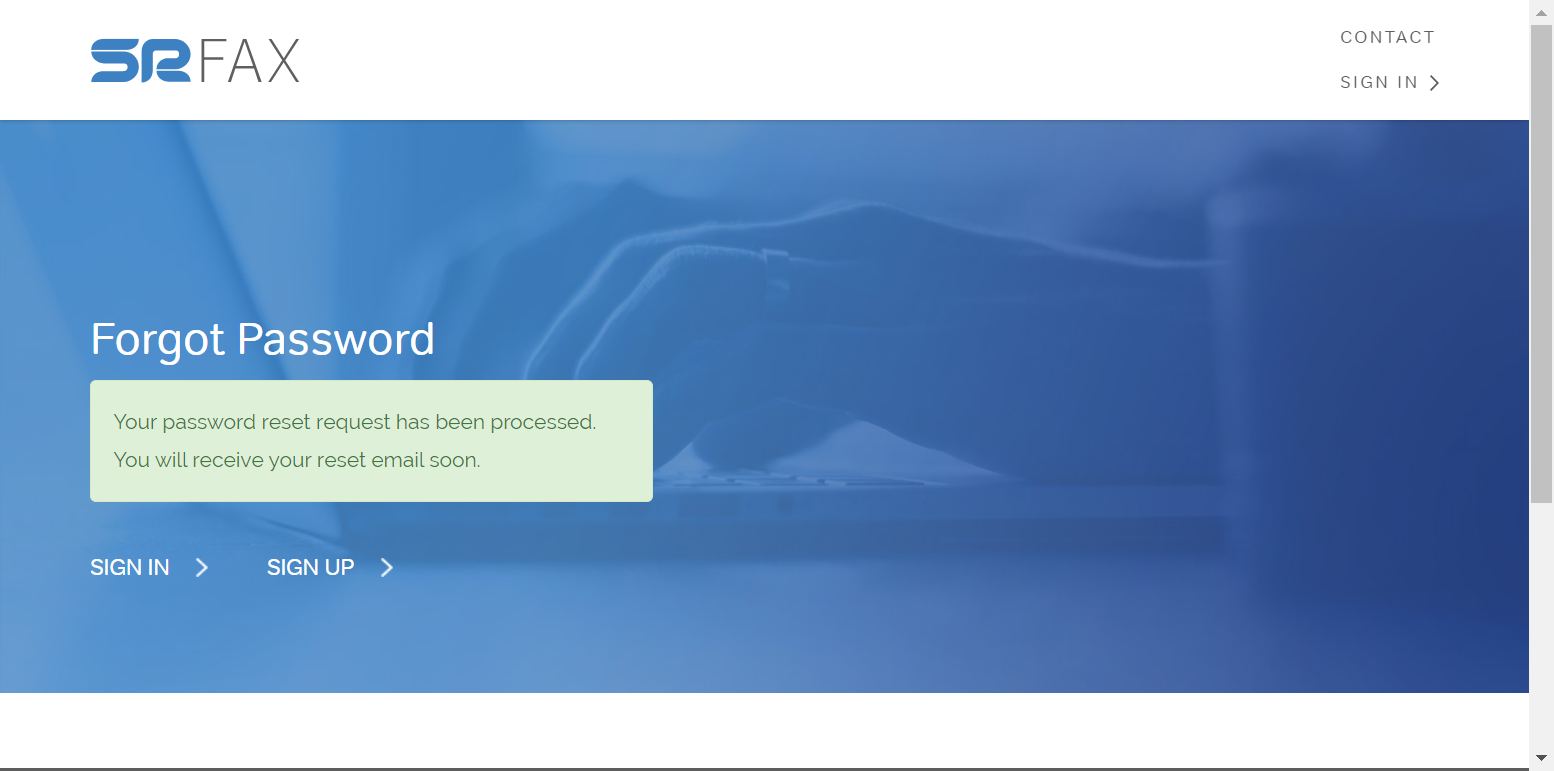 SRFAX
CONTACT
SIGN IN
Forgot Password
Your password reset request has been processed.
You will receive your reset email soon.
SIGN IN
SIGN UP